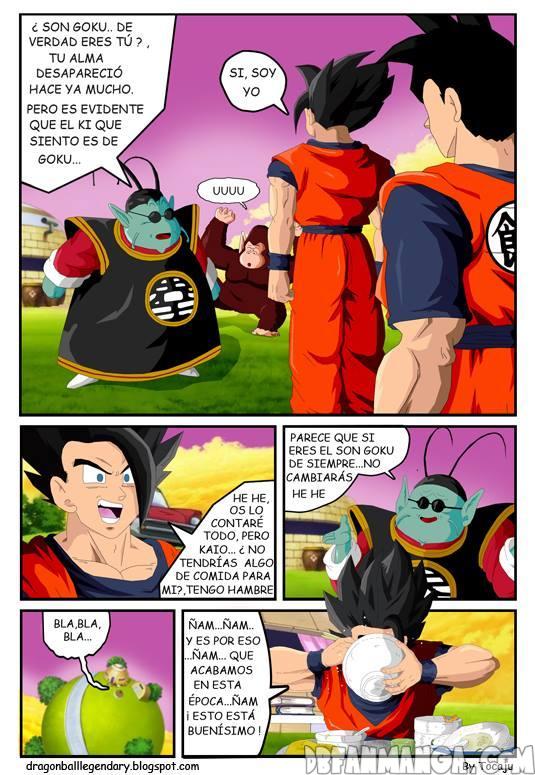 ¿ SON GOKU.. DE
VERDAD ERES TÚ ? ,
TU ALMA
DESAPARECIÓ
HACE YA MUCHO.
PERO ES EVIDENTE
QUE EL KI QUE
SIENTO ES DE
GOKU...
SI, SOY
YO
UUUU
HE HE,
OS LO
CONTARÉ
TODO, PERO
KAIO... ¿ NO
TENDRÍAS ALGO
DE COMIDA PARA
MI?,TENGO HAMBRE
PARECE QUE SI
ERES EL SON GOKU
DE SIEMPRE...NO
CAMBIARÁS
HE HE
BLA,BLA,
BLA...
ÑAM...ÑAM..
Y ES POR ESO
...ÑAM... QUE
ACABAMOS
EN ESTA
ÉPOCA...ÑAM
¡ ESTO ESTÁ
BUENÍSIMO !
dragonballlegendary.blogspot.com
By Tocaju
DBFANMANGA.COM